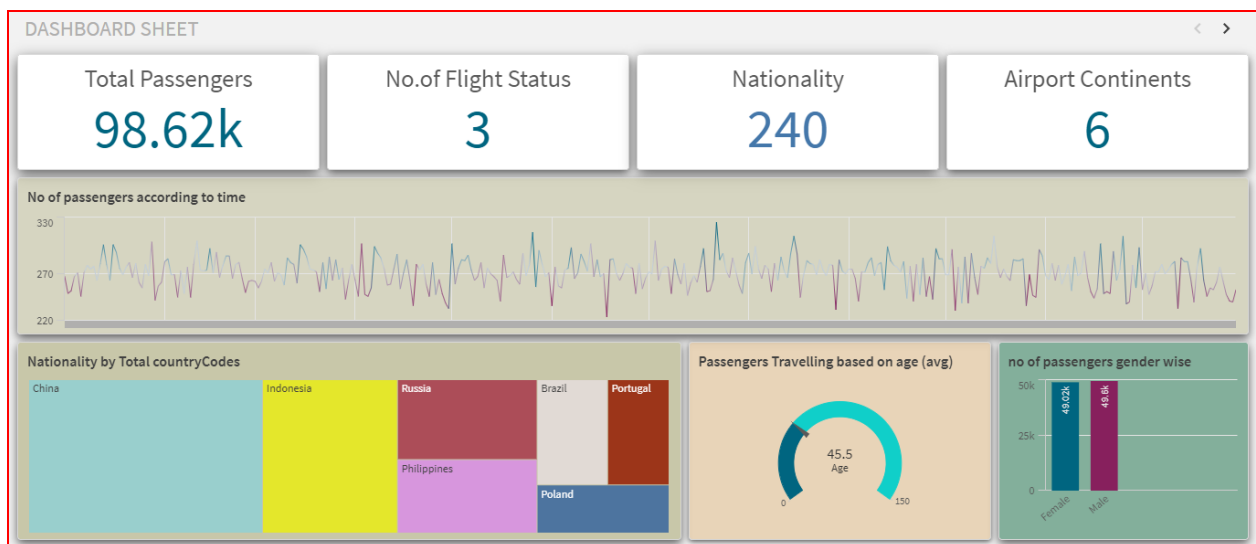 DASHBOARD SHEET
Total Passengers
98.62k
No.of Flight Status
3
Nationality
240
Airport Continents
6
No of passengers according to time
330
270
220
Nationality by Total countryCodes
China
Indonesia
Russia
Philippines
Brazil
Portugal
Poland
Passengers Travelling based on age (avg)
45.5
Age
0
150
no of passengers gender wise
50k
25k
0
49.02k
49.6k
Female
Male